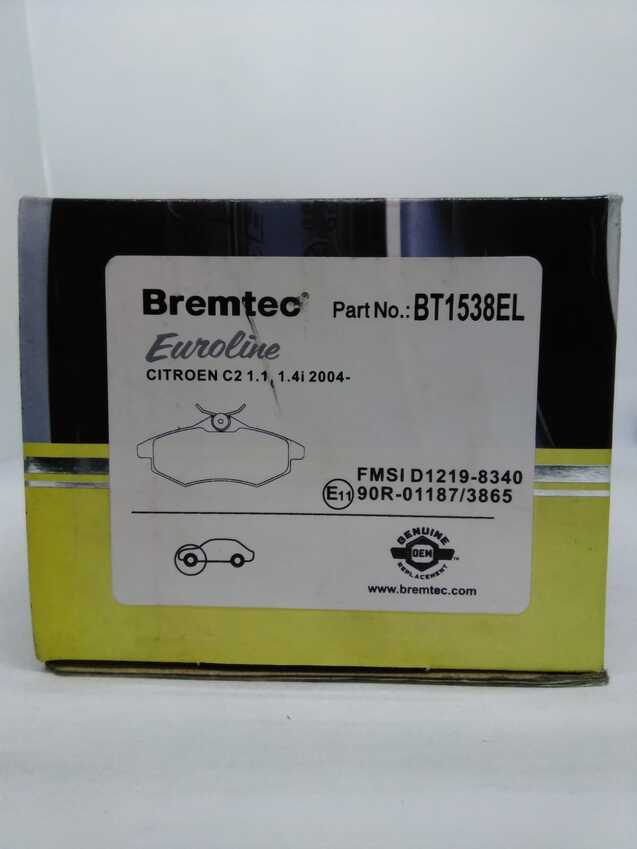 Bremtec®
Part No.: BT1538EL
Euroline
CITROEN C2 1.1, 1.4i 2004-
FMSI D1219-8340
E11 90R-01187/3865
GENUINE
OEM
REPLACEMENT
™
www.bremtec.com